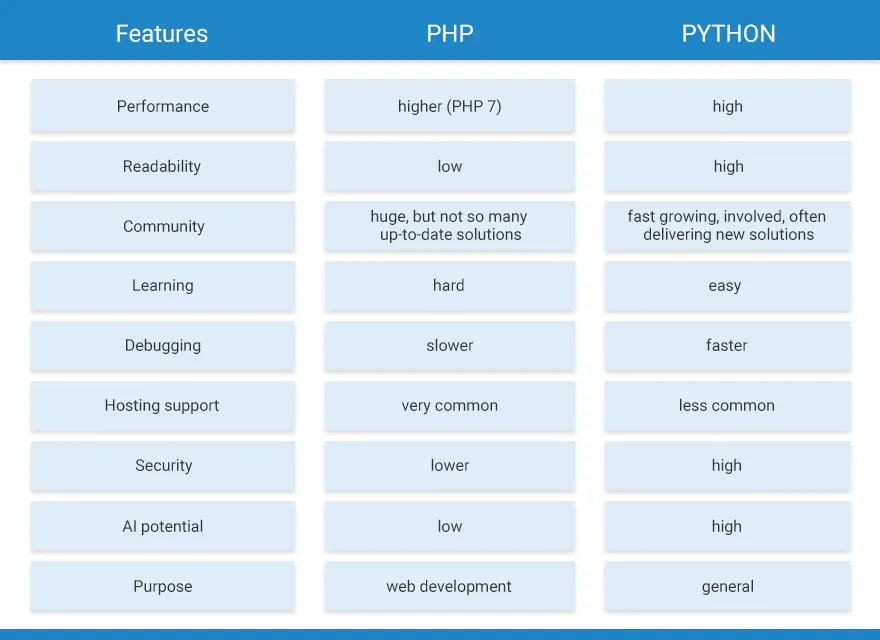 Features PHP PYTHON
Performance higher (PHP 7) high
Readability low high
Community huge, but not so many up-to-date solutions fast growing, involved, often delivering new solutions
Learning hard easy
Debugging slower faster
Hosting support very common less common
Security lower high
AI potential low high
Purpose web development general